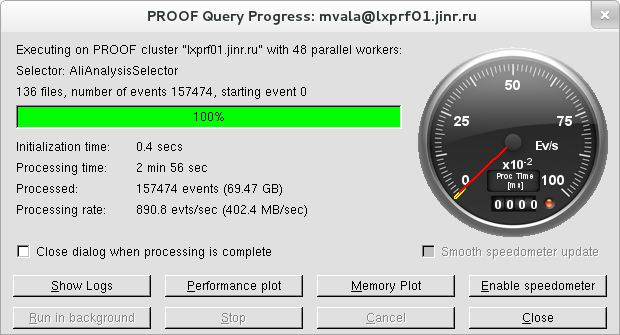 PROOF Query Progress: mvala@lxprf01.jinr.ru
Executing on PROOF cluster "lxprf01.jinr.ru" with 48 parallel workers:
Selector: AliAnalysisSelector
136 files, number of events 157474, starting event 0
100%
Initialization time: 0.4 secs
Processing time: 2 min 56 sec
Processed: 157474 events (69.47 GB)
Processing rate: 890.8 evts/sec (402.4 MB/sec)
50
25 75
Ev/s
x10-2
0 Proc Time 100
[ms]
0000
Close dialog when processing is complete Smooth speedometer update
Show Logs Performance plot Memory Plot Enable speedometer
Run in background Stop Cancel Close